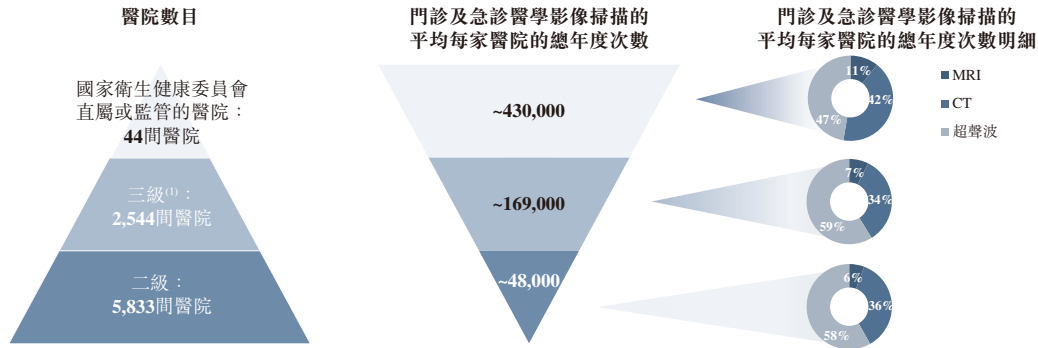 醫院數目
國家衛生健康委員會
直屬或監管的醫院：
44間醫院
三級(1)：
2,544間醫院
二級：
5,833間醫院
門診及急診醫學影像掃描的
平均每家醫院的總年度次數
~430,000
~169,000
~48,000
門診及急診醫學影像掃描的
平均每家醫院的總年度次數明細
11%
42%
47%
7%
34%
59%
6%
36%
58%
MRI
CT
超聲波